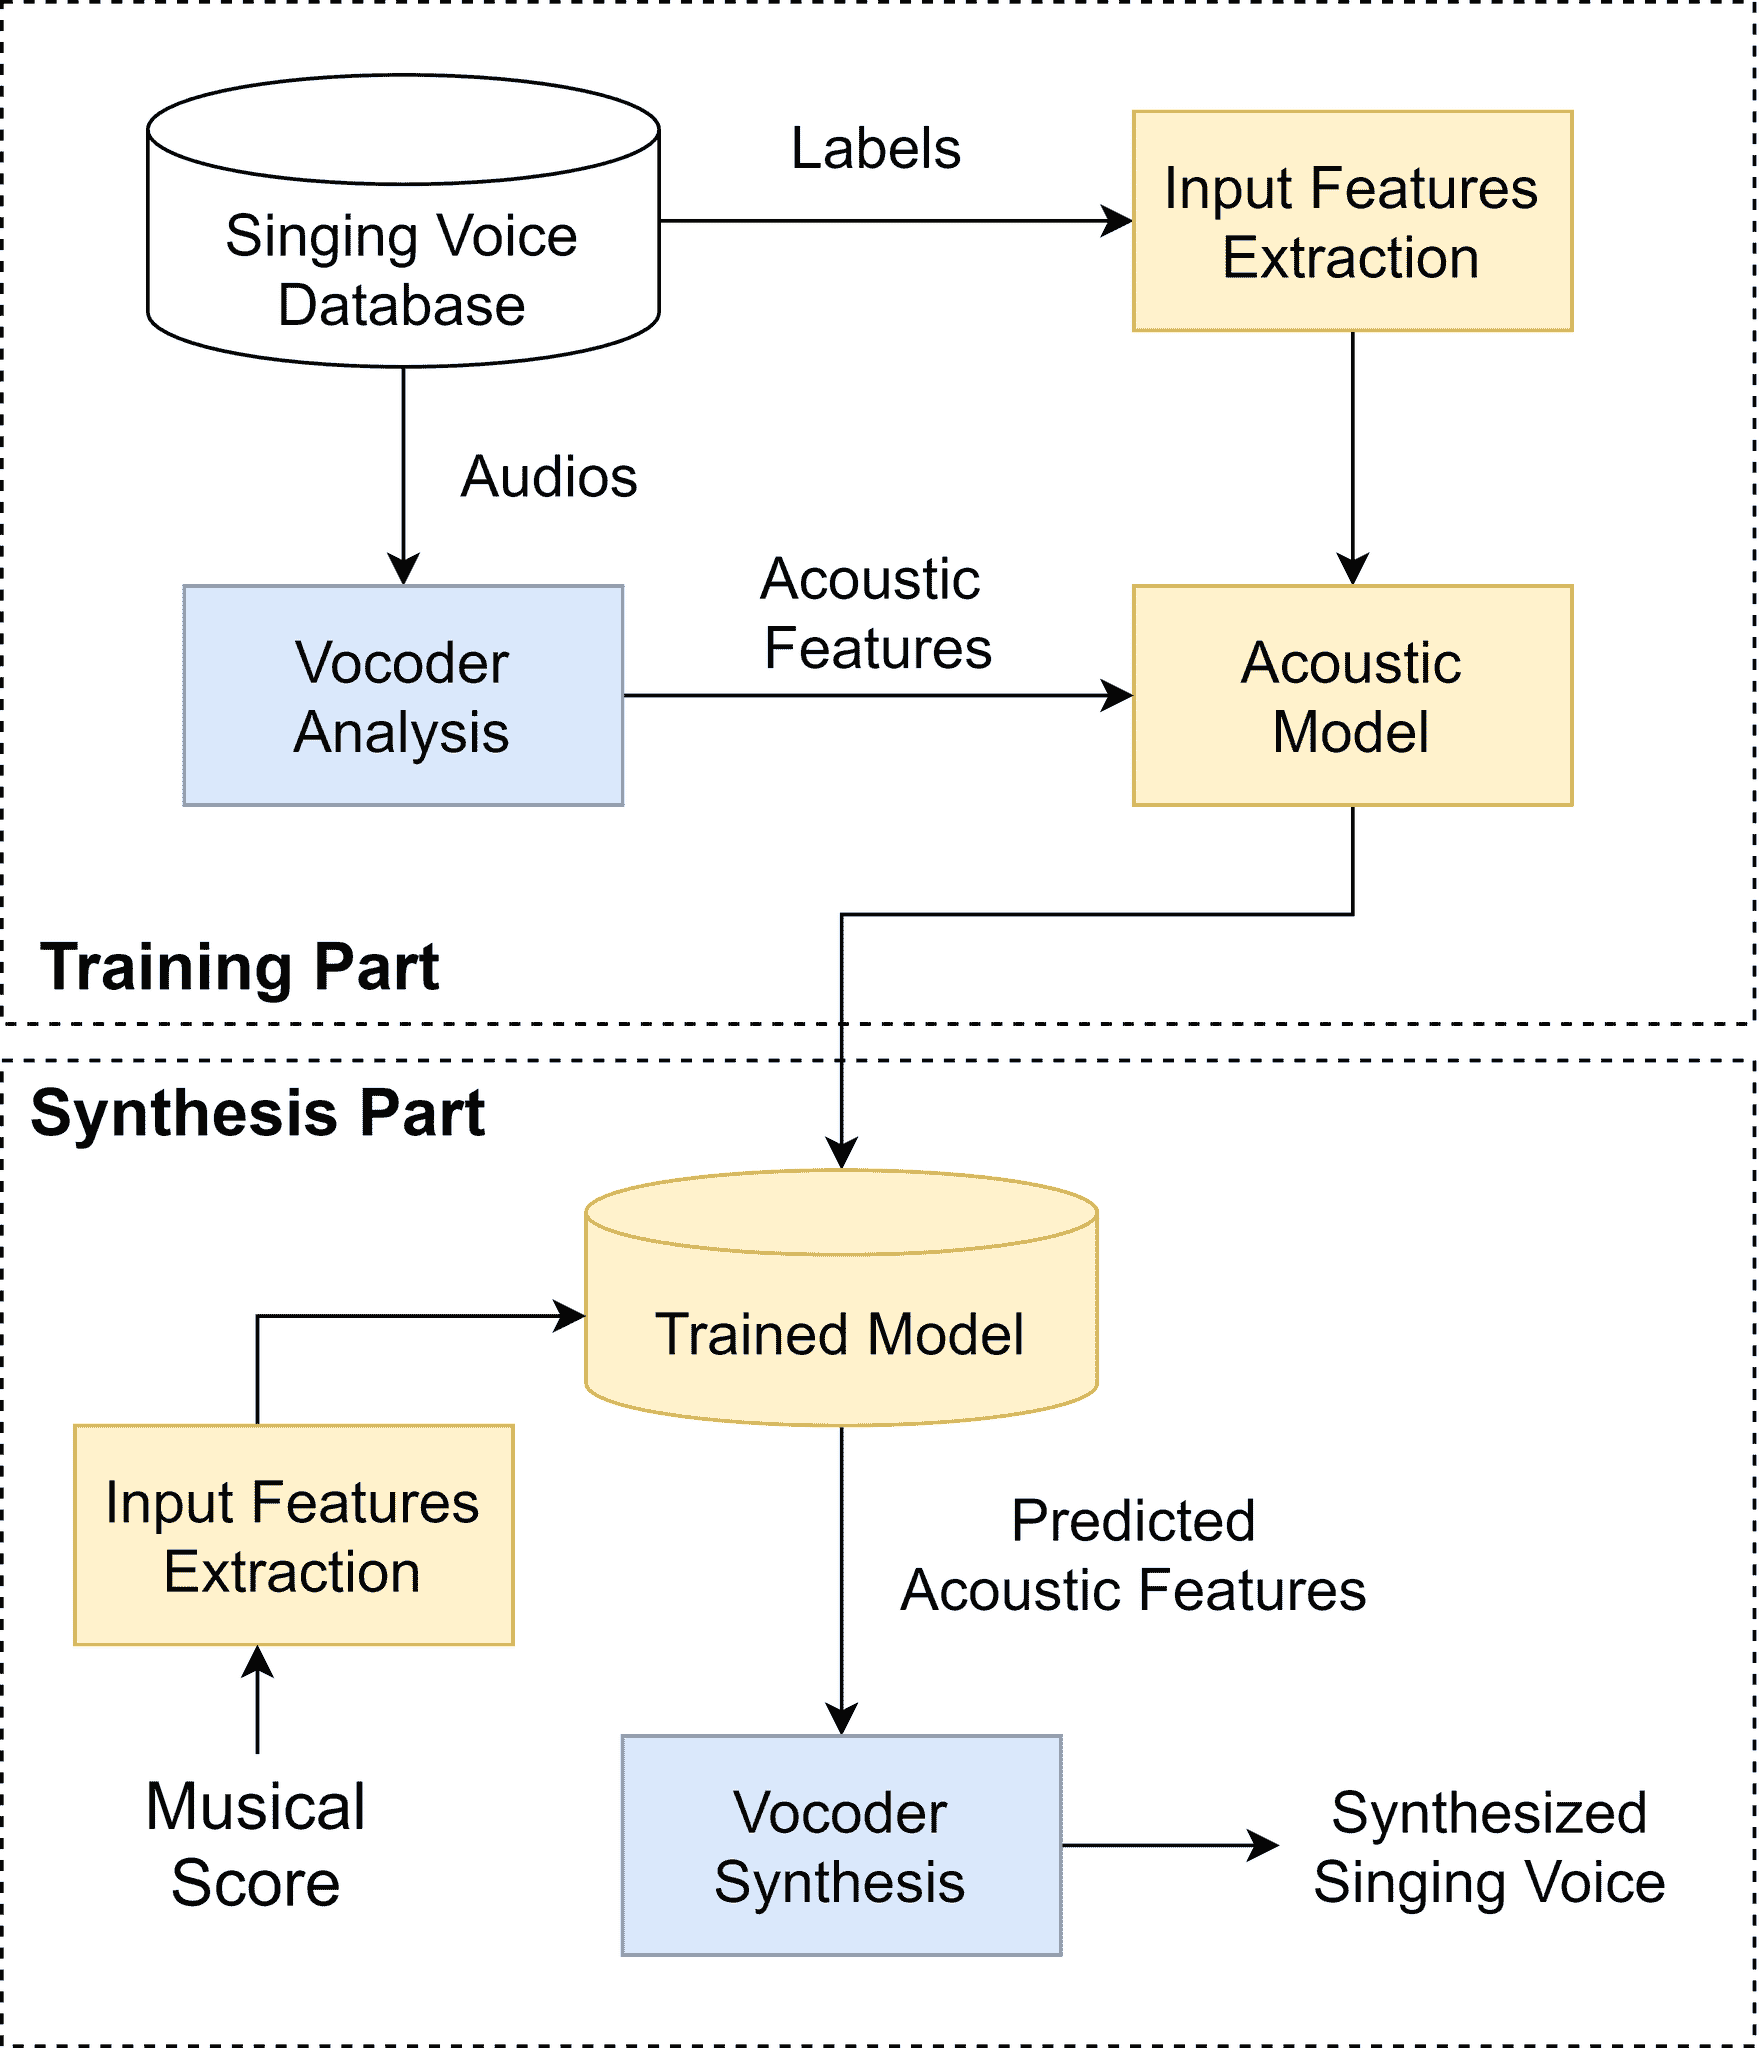 Labels
Input Features
Extraction
Singing Voice
Database
Audios
Acoustic
Features
Vocoder
Analysis
Acoustic
Model
Training Part
Synthesis Part
Trained Model
Input Features
Extraction
Predicted
Acoustic Features
Musical
Score
Vocoder
Synthesis
Synthesized
Singing Voice